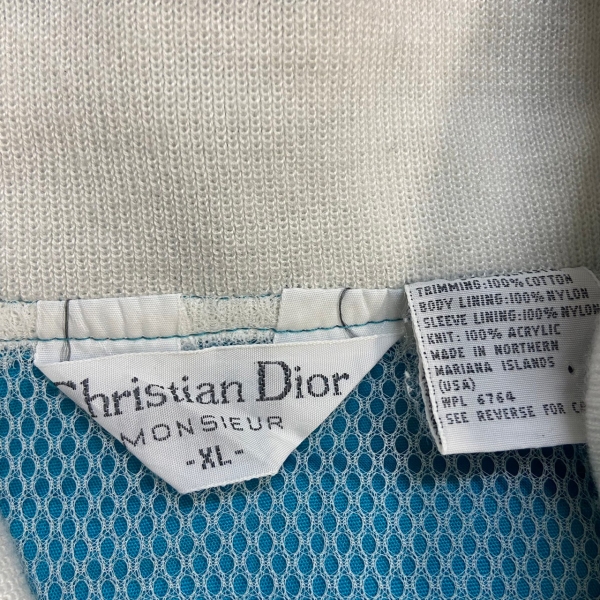 Christian Dior
MONSIEUR
-XL-
TRIMMING:100% COTTON
BODY LINING:100% NYLON
SLEEVE LINING:100% NYLON
KNIT:100% ACRYLIC
MADE IN NORTHERN
MARIANA ISLANDS
(USA)
WPL 6764
SEE REVERSE FOR